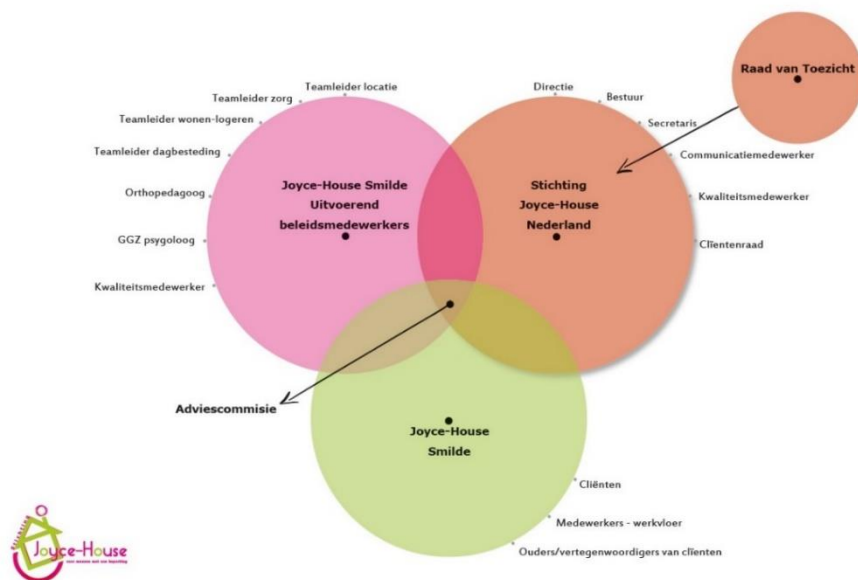 Raad van Toezicht
Teamleider locatie
Directie
Teamleider zorg
Bestuur
Teamleider wonen-logeren
Secretaris
Teamleider dagbesteding
Communicatiemedewerker
Joyce-House Smilde
Uitvoerend
beleidsmedewerkers
Stichting
Joyce-House
Nederland
Orthopedagoog
Kwaliteitsmedewerker
GGZ psygoloog
Clïentenraad
Kwaliteitsmedewerker
Adviescommisie
Joyce-House
Smilde
Cliënten
Medewerkers - werkvloer
Ouders/vertegenwoordigers van clïenten
Joyce-House